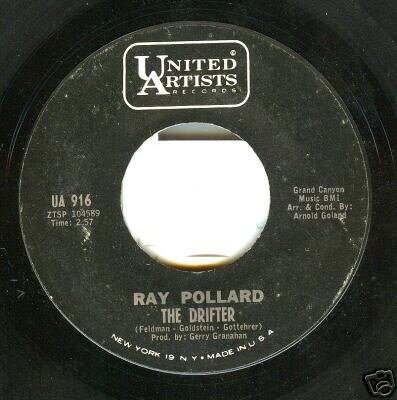 UNITED
ARTISTS
RECORDS
UA 916
ZTSP 104589
Time: 2:57
Grand Canyon
Music BMI
Arr. & Cond. By:
Arnold Goland
RAY POLLARD
THE DRIFTER
(Feldman - Goldstein - Gottehrer)
Prod. by: Gerry Granahan
NEW YORK 19 N Y • MADE IN U S A